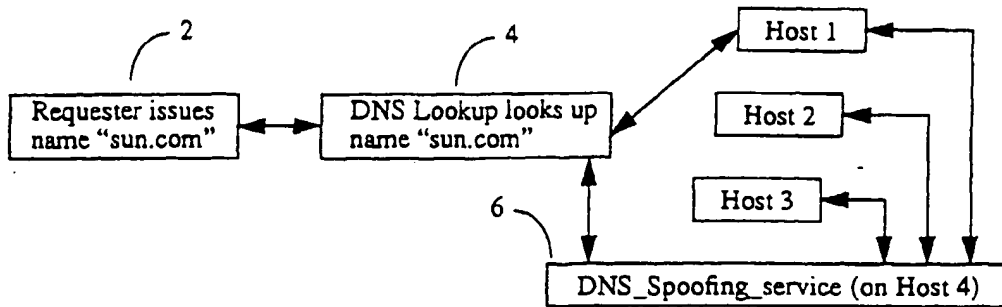 2
4
Host 1
Requester issues
name “sun.com”
DNS Lookup looks up
name “sun.com”
Host 2
Host 3
6
DNS_Spoofing_service (on Host 4)